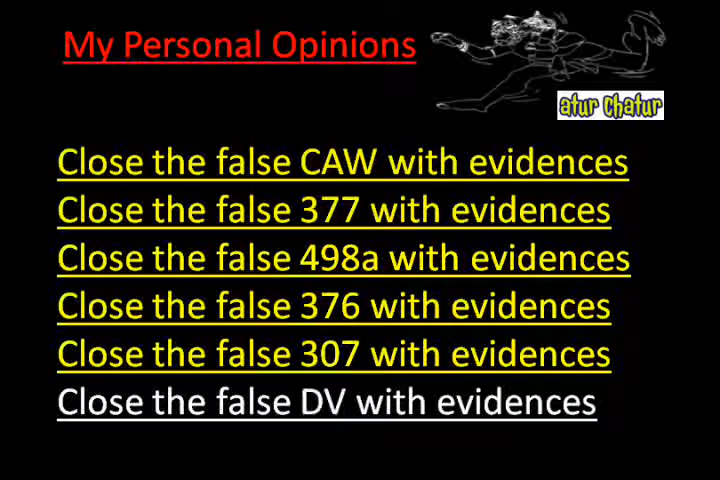 My Personal Opinions
atur chatur
Close the false CAW with evidences
Close the false 377 with evidences
Close the false 498a with evidences
Close the false 376 with evidences
Close the false 307 with evidences
Close the false DV with evidences